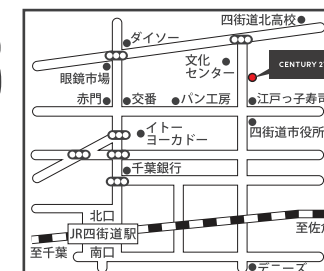 四街道北高校
ダイソー
文化
センター
CENTURY 2
眼鏡市場
赤門
交番
パン工房
江戸っ子寿司
イトー
ヨーカドー
四街道市役所
千葉銀行
北口
JR四街道駅
至千葉
南口
至佐
デニーズ